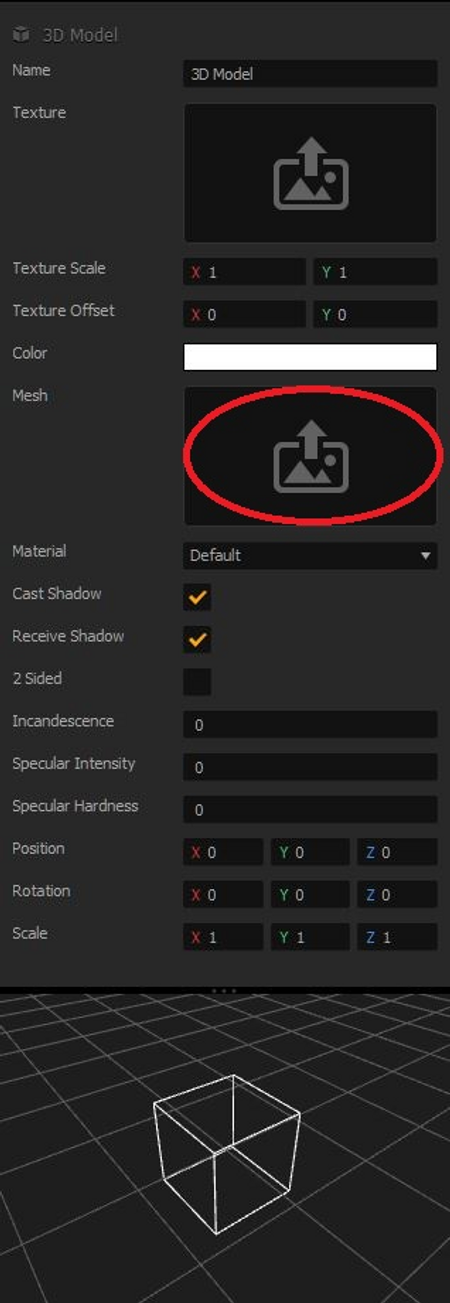 3D Model
Name 3D Model
Texture
Texture Scale X 1 Y 1
Texture Offset X 0 Y 0
Color
Mesh
Material Default
Cast Shadow
Receive Shadow
2 Sided
Incandescence 0
Specular Intensity 0
Specular Hardness 0
Position X 0 Y 0 Z 0
Rotation X 0 Y 0 Z 0
Scale X 1 Y 1 Z 1